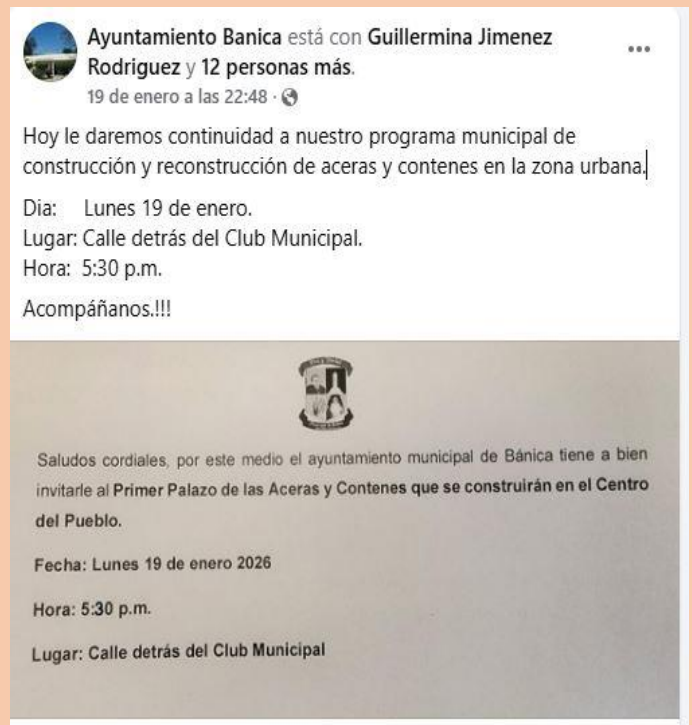 Ayuntamiento Banica está con Guillermina Jimenez
Rodriguez y 12 personas más.
19 de enero a las 22:48 ·
Hoy le daremos continuidad a nuestro programa municipal de
construcción y reconstrucción de aceras y contenes en la zona urbana.
Dia: Lunes 19 de enero.
Lugar: Calle detrás del Club Municipal.
Hora: 5:30 p.m.
Acompáñanos.!!!
Saludos cordiales, por este medio el ayuntamiento municipal de Bánica tiene a bien
invitarle al Primer Palazo de las Aceras y Contenes que se construirán en el Centro
del Pueblo.
Fecha: Lunes 19 de enero 2026
Hora: 5:30 p.m.
Lugar: Calle detrás del Club Municipal